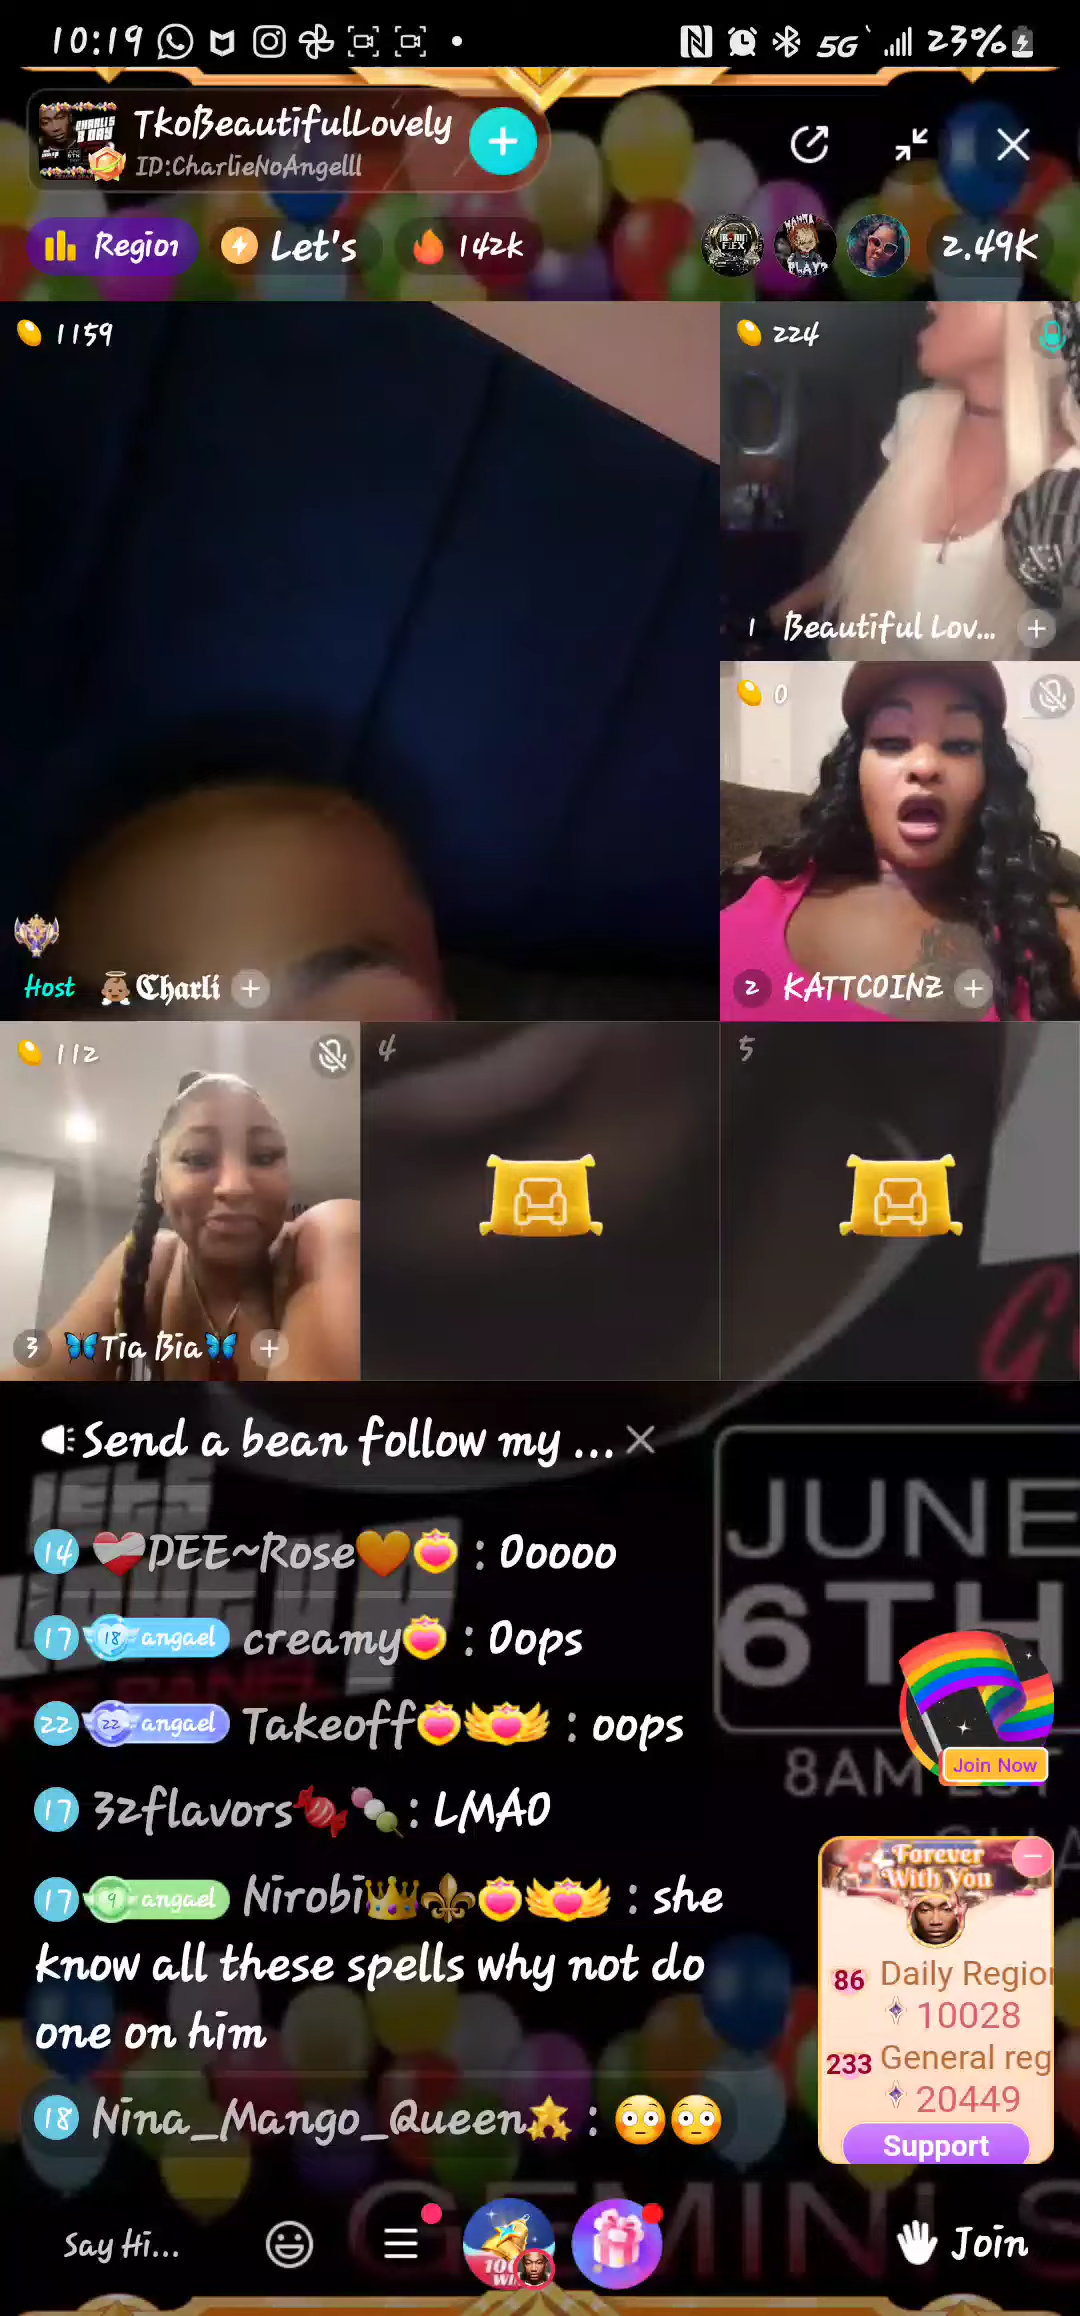 10:19
5G
23%
TkoBeautifulLovely
ID:CharlieNoAngelll
Region
Let's
142k
2.49K
1159
224
1 Beautiful Lov...
0
Host 👼🏽𝕮𝖍𝖆𝖗𝖑𝖎
2 KATTCOINZ
112
4
5
3 🦋Tia Bia🦋
Send a bean follow my ...
14 DEE~Rose🧡 : Ooooo
17 18 angael creamy : Oops
22 22 angael Takeoff : oops
17 32flavors🍬🍡: LMAO
17 9 angael Nirobi👑⚜️ : she
know all these spells why not do
one on him
18 Nina_Mango_Queen : 😳😳
JUNE
6TH
8AM EST
Join Now
Forever
With You
86 Daily Region
10028
233 General reg
20449
Support
GEMINI S
Say Hi...
Join